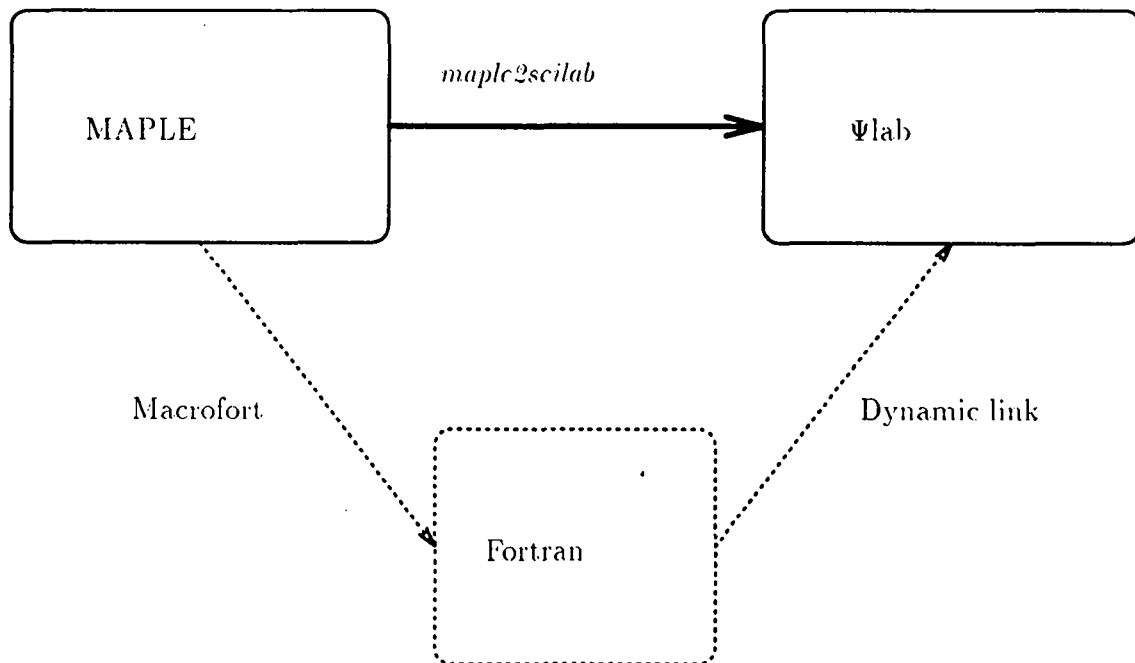 maple2scilab
MAPLE
Ψlab
Macrofort
Dynamic link
Fortran